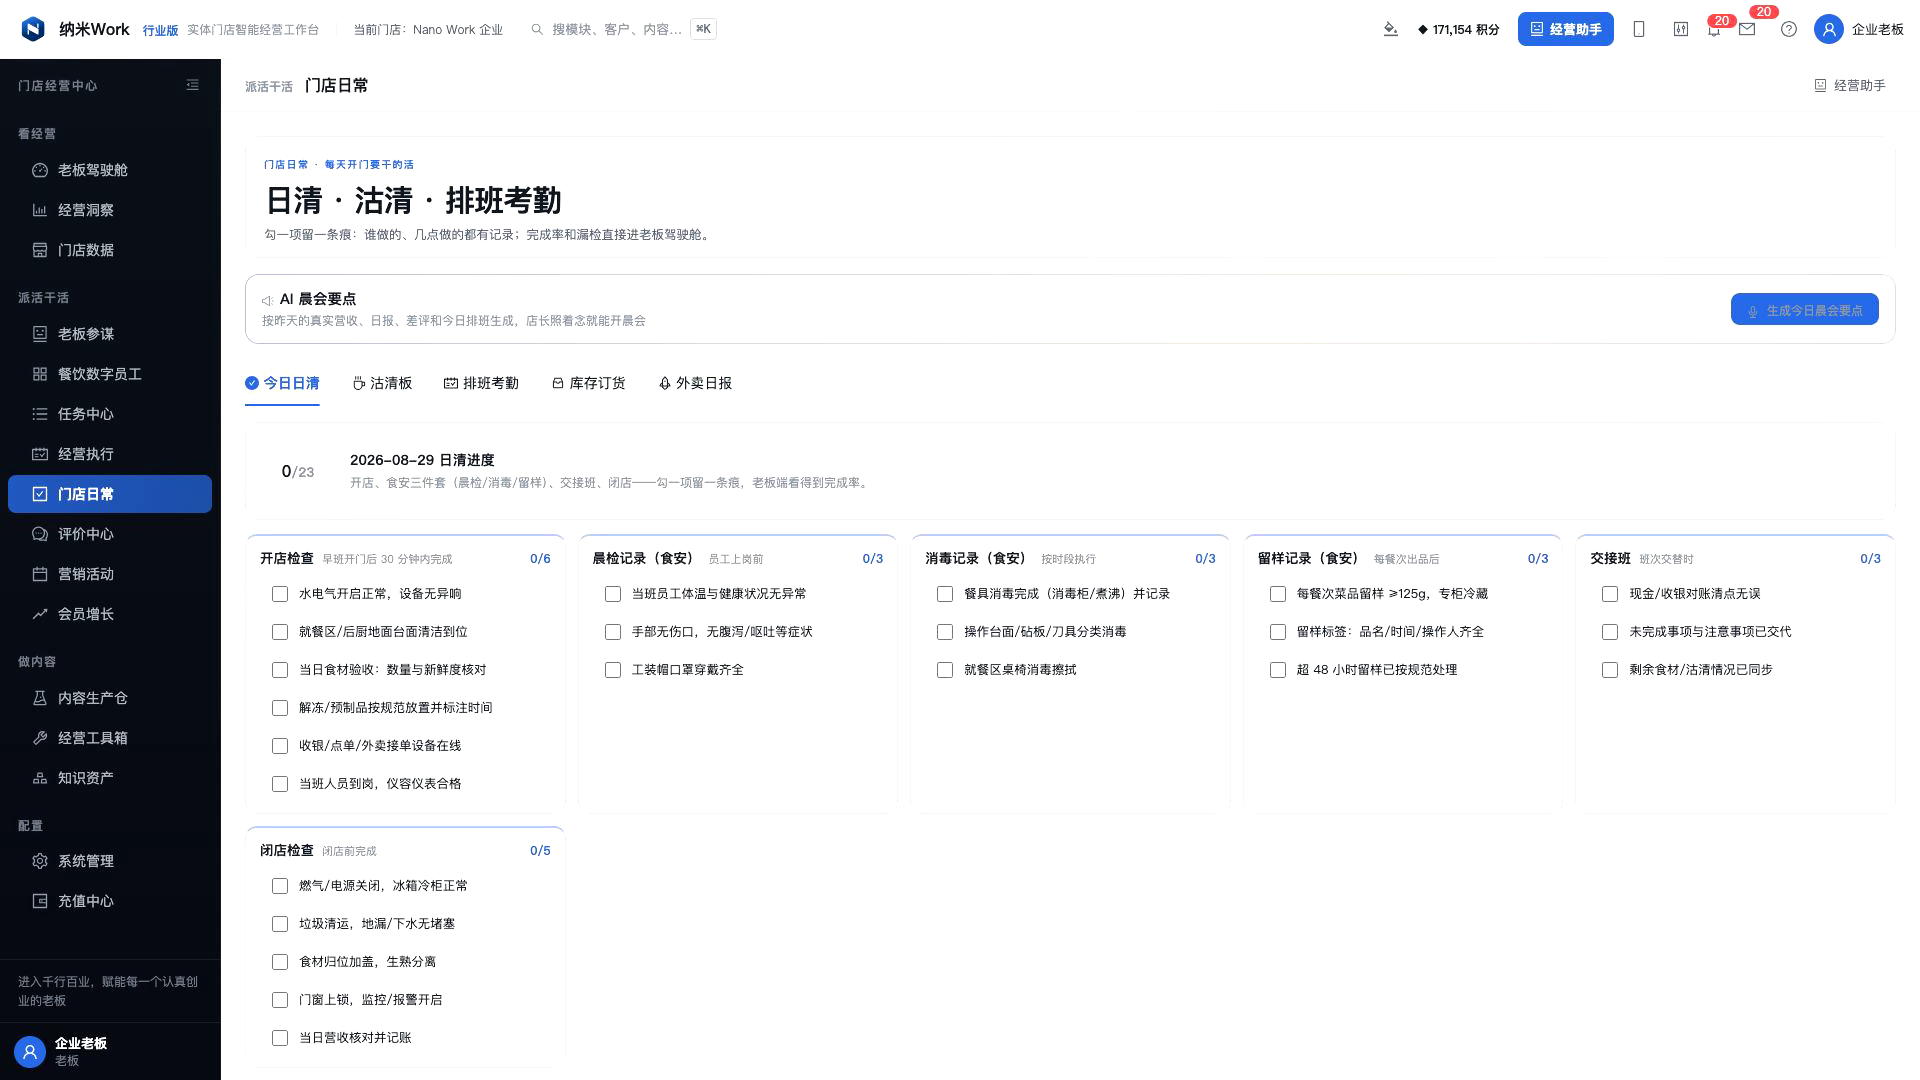 纳米Work 行业版 实体门店智能经营工作台 当前门店：Nano Work 企业 搜模块、客户、内容... ⌘K
◆ 171,154 积分 经营助手 20 20 企业老板
门店经营中心
看经营
老板驾驶舱
经营洞察
门店数据
派活干活
老板参谋
餐饮数字员工
任务中心
经营执行
门店日常
评价中心
营销活动
会员增长
做内容
内容生产仓
经营工具箱
知识资产
配置
系统管理
充值中心
进入千行百业，赋能每一个认真创
业的老板
企业老板
老板
派活干活 门店日常 经营助手
门店日常 · 每天开门要干的活
日清 · 沽清 · 排班考勤
勾一项留一条痕：谁做的、几点做的都有记录；完成率和漏检直接进老板驾驶舱。
AI 晨会要点
按昨天的真实营收、日报、差评和今日排班生成，店长照着念就能开晨会
生成今日晨会要点
今日日清 沽清板 排班考勤 库存订货 外卖日报
0/23
2026-08-29 日清进度
开店、食安三件套（晨检/消毒/留样）、交接班、闭店——勾一项留一条痕，老板端看得到完成率。
开店检查 早班开门后 30 分钟内完成 0/6
水电气开启正常，设备无异响
就餐区/后厨地面台面清洁到位
当日食材验收：数量与新鲜度核对
解冻/预制品按规范放置并标注时间
收银/点单/外卖接单设备在线
当班人员到岗，仪容仪表合格
晨检记录（食安） 员工上岗前 0/3
当班员工体温与健康状况无异常
手部无伤口，无腹泻/呕吐等症状
工装帽口罩穿戴齐全
消毒记录（食安） 按时段执行 0/3
餐具消毒完成（消毒柜/煮沸）并记录
操作台面/砧板/刀具分类消毒
就餐区桌椅消毒擦拭
留样记录（食安） 每餐次出品后 0/3
每餐次菜品留样 ≥125g，专柜冷藏
留样标签：品名/时间/操作人齐全
超 48 小时留样已按规范处理
交接班 班次交替时 0/3
现金/收银对账清点无误
未完成事项与注意事项已交代
剩余食材/沽清情况已同步
闭店检查 闭店前完成 0/5
燃气/电源关闭，冰箱冷柜正常
垃圾清运，地漏/下水无堵塞
食材归位加盖，生熟分离
门窗上锁，监控/报警开启
当日营收核对并记账